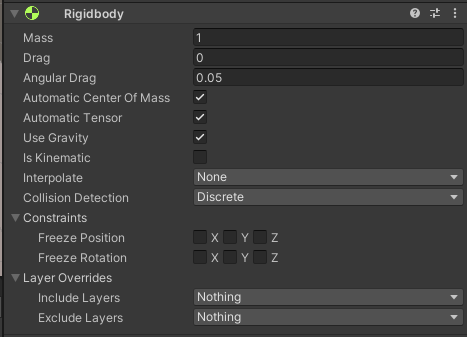 Rigidbody
Mass 1
Drag 0
Angular Drag 0.05
Automatic Center Of Mass
Automatic Tensor
Use Gravity
Is Kinematic
Interpolate None
Collision Detection Discrete
Constraints
Freeze Position X Y Z
Freeze Rotation X Y Z
Layer Overrides
Include Layers Nothing
Exclude Layers Nothing